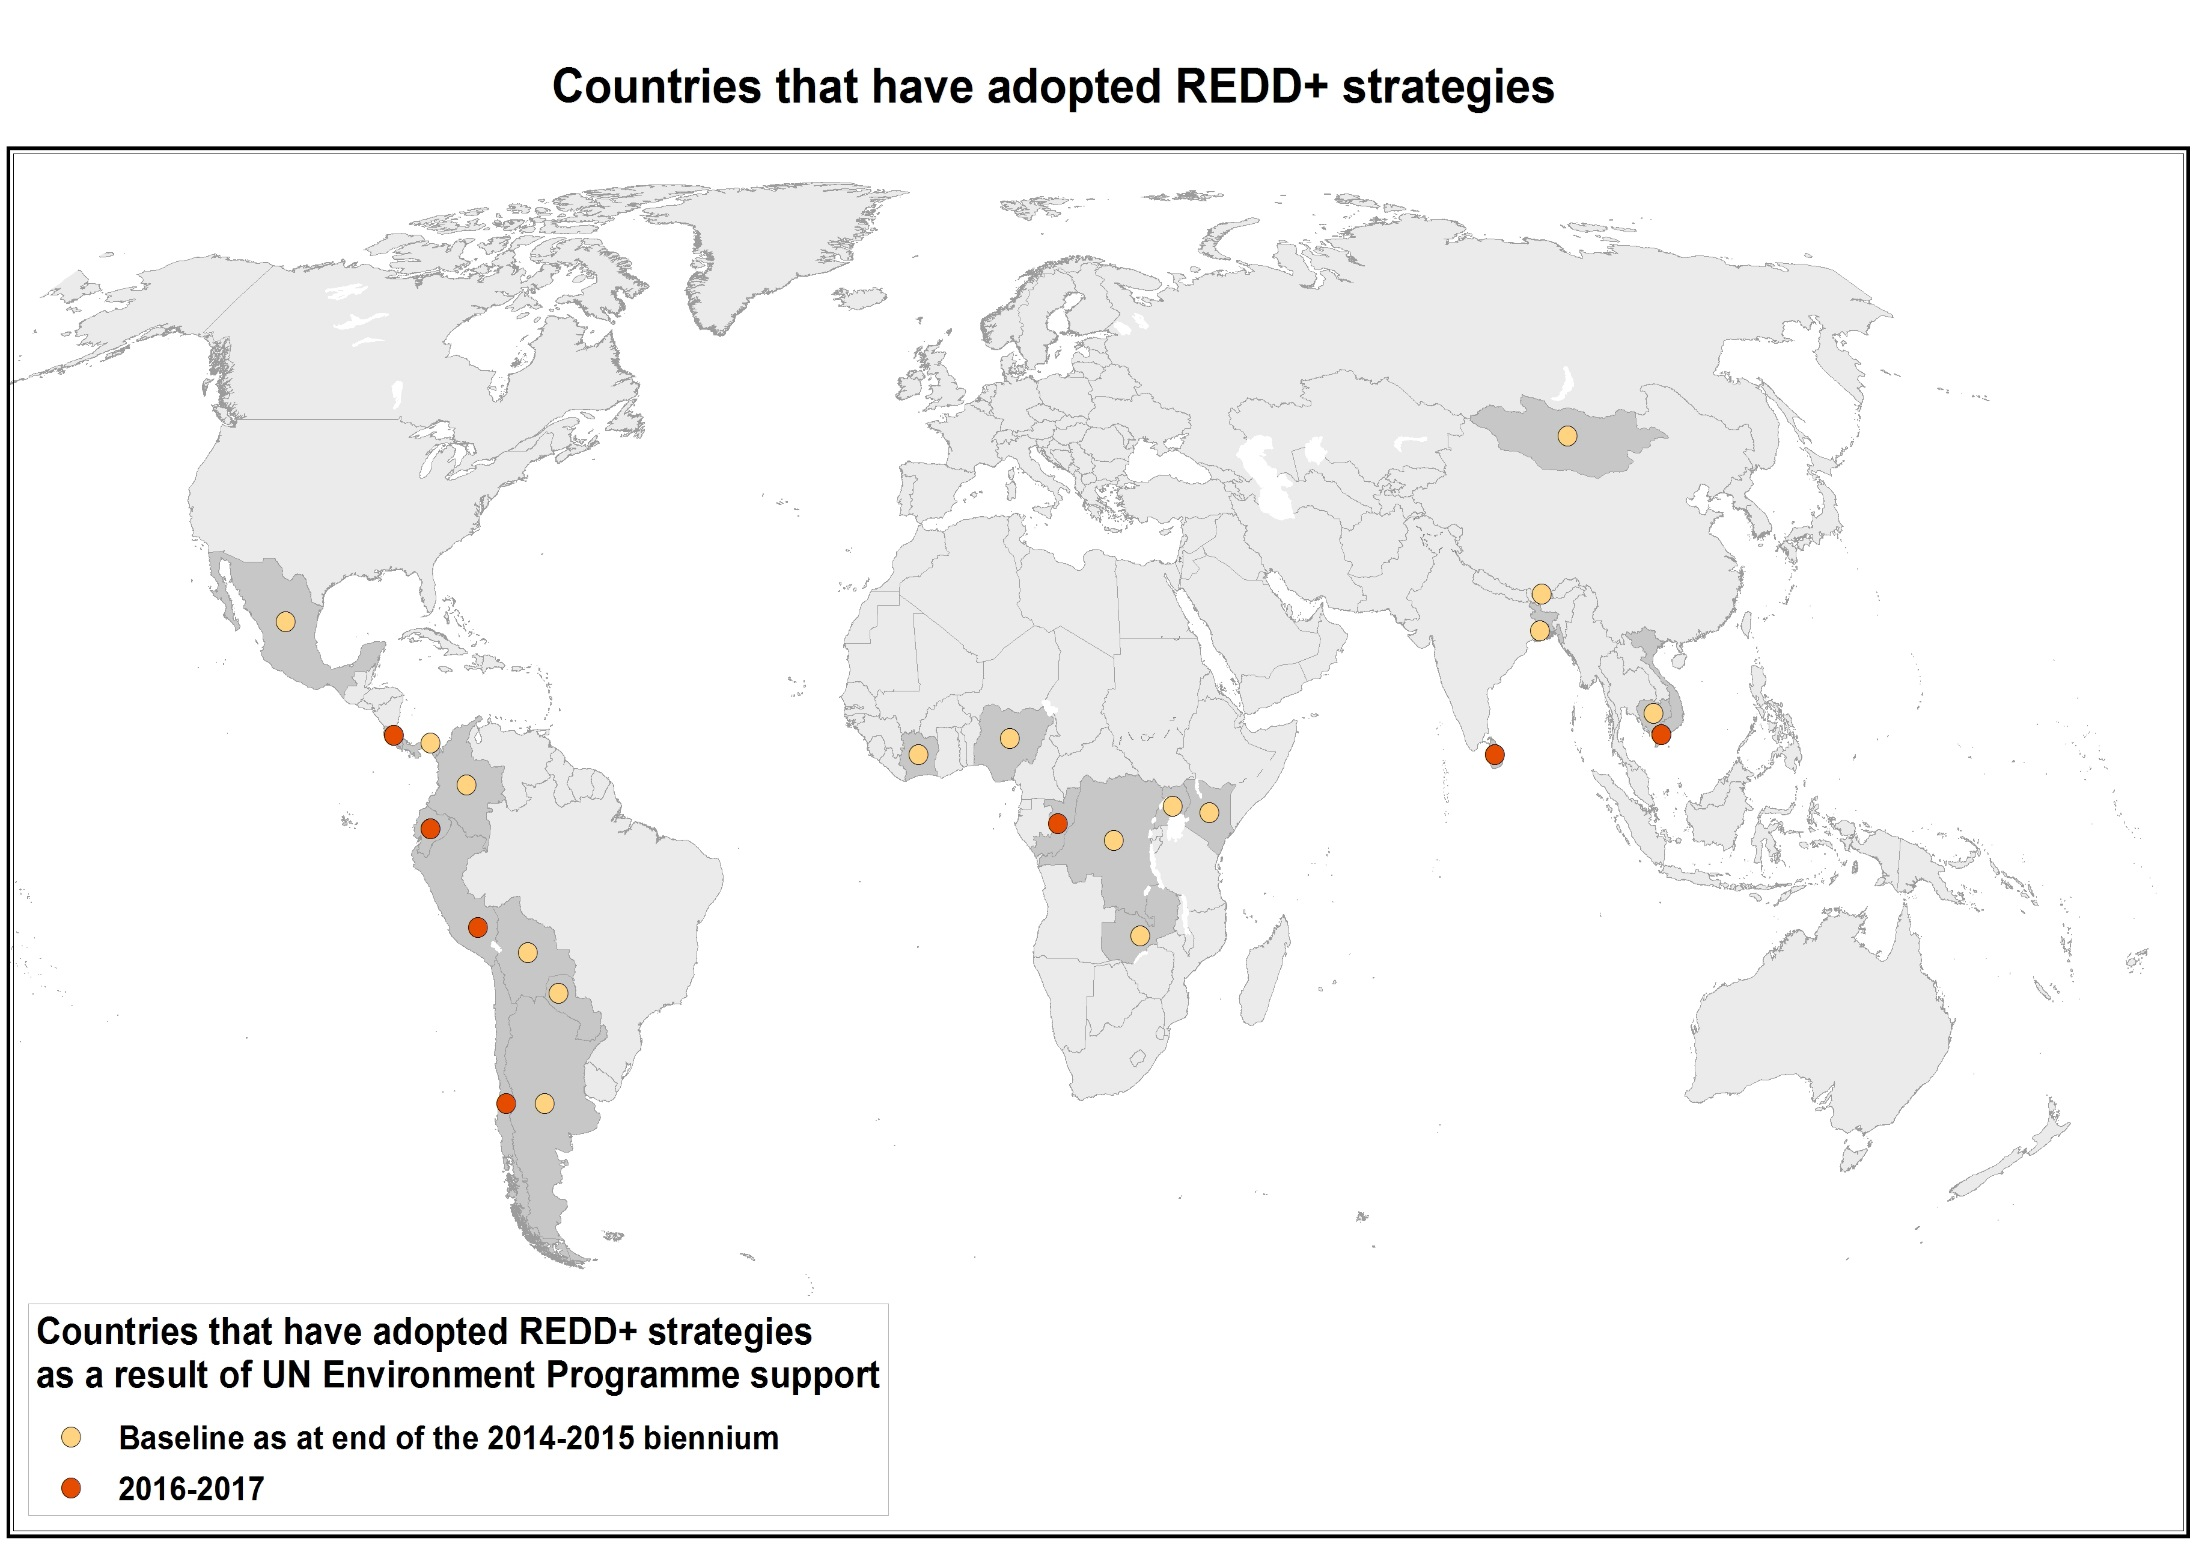 Countries that have adopted REDD+ strategies
Countries that have adopted REDD+ strategies
as a result of UN Environment Programme support
Baseline as at end of the 2014-2015 biennium
2016-2017